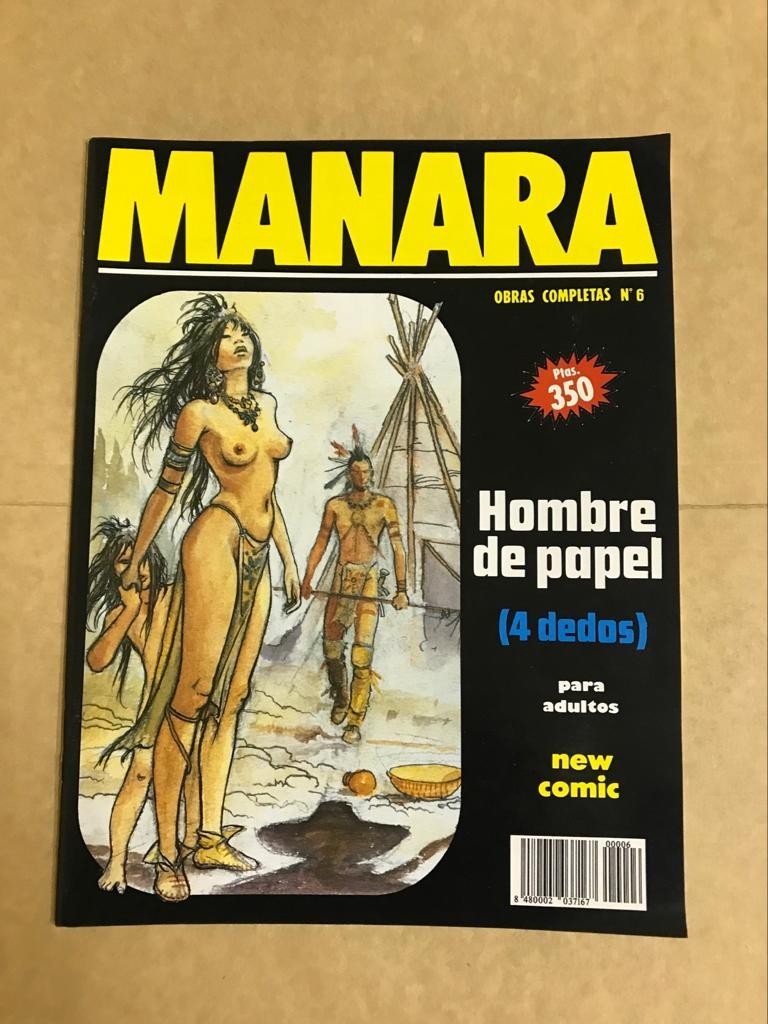 MANARA
OBRAS COMPLETAS Nº 6
Ptas.
350
Hombre
de papel
(4 dedos)
para
adultos
new
comic
00006
8 480002 037167